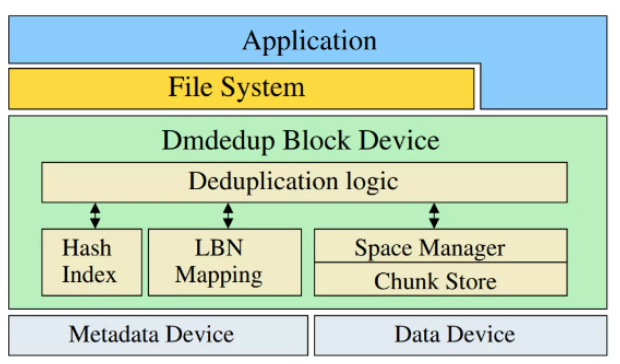 Application
File System
Dmdedup Block Device
Deduplication logic
Hash
Index
LBN
Mapping
Space Manager
Chunk Store
Metadata Device
Data Device